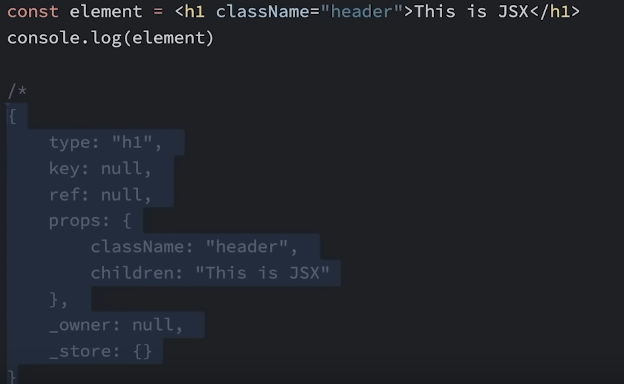 const element = <h1 className="header">This is JSX</h1>
console.log(element)
/*
{
type: "h1",
key: null,
ref: null,
props: {
className: "header",
children: "This is JSX"
},
_owner: null,
_store: {}
}